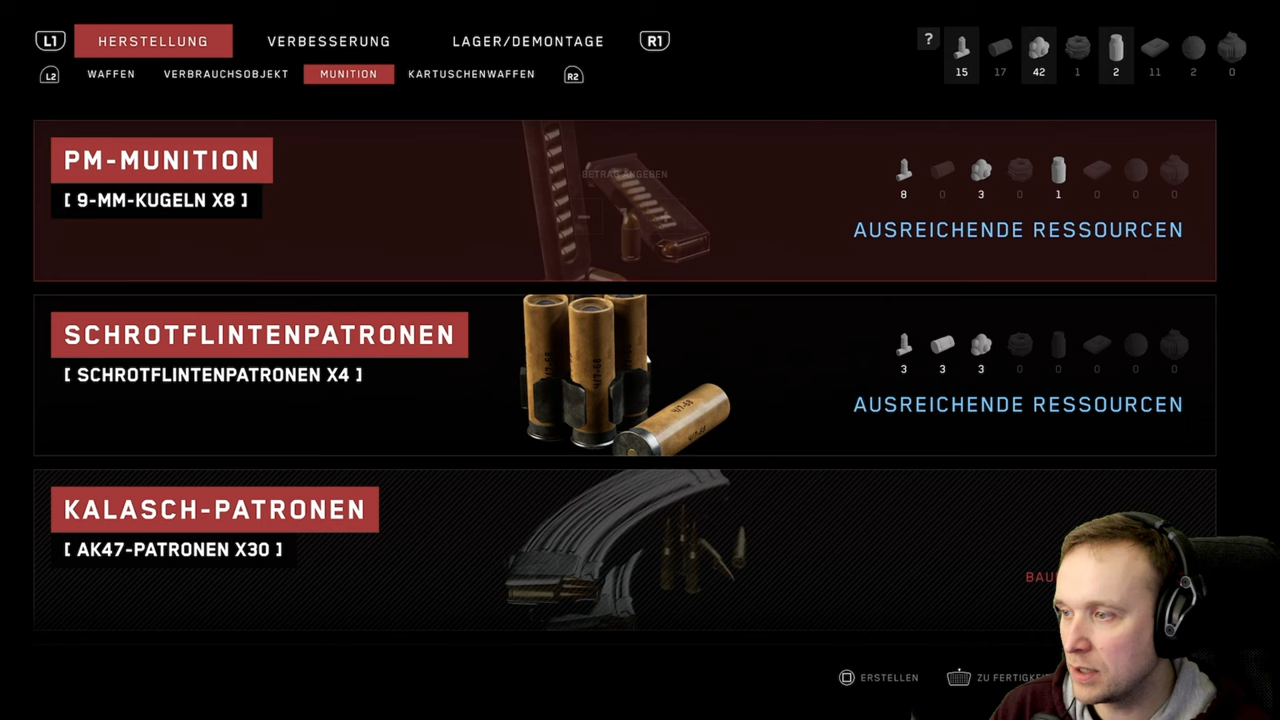 L1 HERSTELLUNG VERBESSERUNG LAGER/DEMONTAGE R1
L2 WAFFEN VERBRAUCHSOBJEKT MUNITION KARTUSCHENWAFFEN R2
?
15 17 42 1 2 11 2 0
PM-MUNITION
[ 9-MM-KUGELN X8 ]
BETRAG ANGEBEN
8 0 3 0 1 0 0 0
AUSREICHENDE RESSOURCEN
SCHROTFLINTENPATRONEN
[ SCHROTFLINTENPATRONEN X4 ]
3 3 3 0 0 0 0 0
AUSREICHENDE RESSOURCEN
KALASCH-PATRONEN
[ AK47-PATRONEN X30 ]
ERSTELLEN